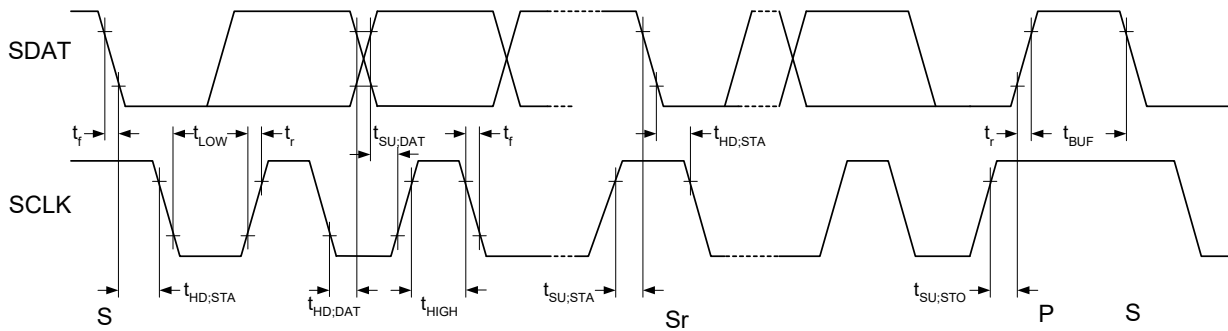 SDAT
t_f
t_LOW
t_r
t_SU;DAT
t_f
t_HD;STA
t_r
t_BUF
SCLK
t_HD;STA
t_HD;DAT
t_HIGH
t_SU;STA
t_SU;STO
S
Sr
P
S